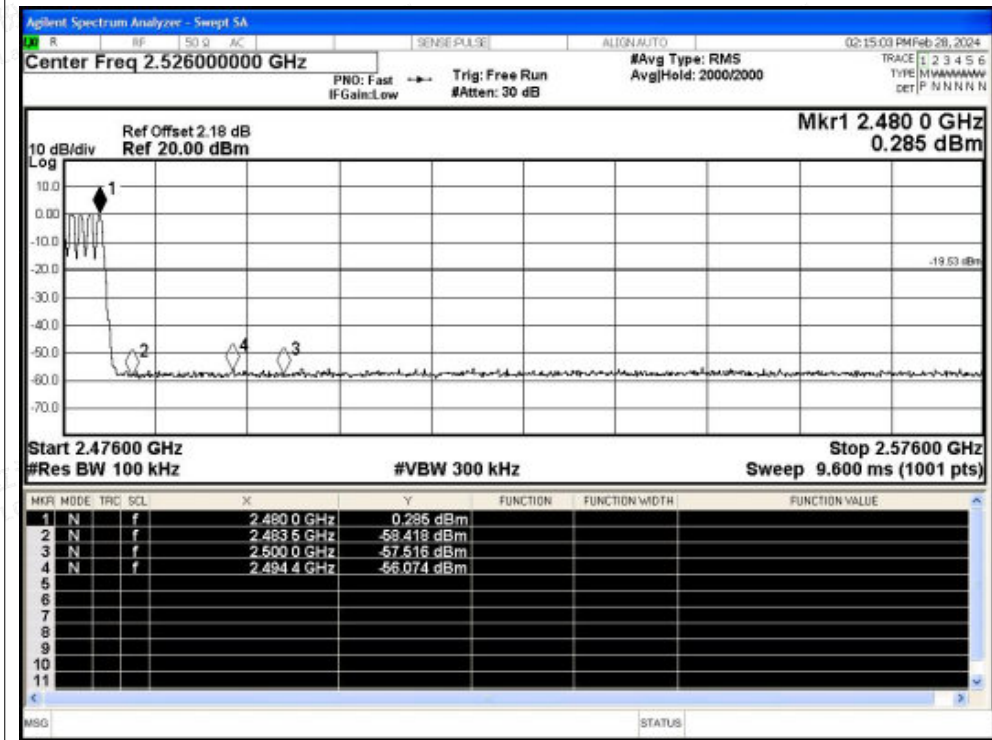 Agilent Spectrum Analyzer - Swept SA
R RF 50 Ω AC SENSE:PULSE ALIGN AUTO 02:15:03 PM Feb 28, 2024
Center Freq 2.526000000 GHz
PNO: Fast
IFGain:Low
Trig: Free Run
#Atten: 30 dB
#Avg Type: RMS
Avg|Hold: 2000/2000
TRACE 1 2 3 4 5 6
TYPE MWWWWW
DET P N N N N N
Mkr1 2.480 0 GHz
0.285 dBm
Ref Offset 2.18 dB
10 dB/div Ref 20.00 dBm
Log
10.0
0.00
-10.0
-20.0
-30.0
-40.0
-50.0
-60.0
-70.0
1
2
4
3
-19.53 dBm
Start 2.47600 GHz Stop 2.57600 GHz
#Res BW 100 kHz #VBW 300 kHz Sweep 9.600 ms (1001 pts)
MKR MODE TRC SCL X Y FUNCTION FUNCTION WIDTH FUNCTION VALUE
1 N f 2.480 0 GHz 0.285 dBm
2 N f 2.483 5 GHz -58.418 dBm
3 N f 2.500 0 GHz -57.516 dBm
4 N f 2.494 4 GHz -56.074 dBm
5
6
7
8
9
10
11
MSG STATUS